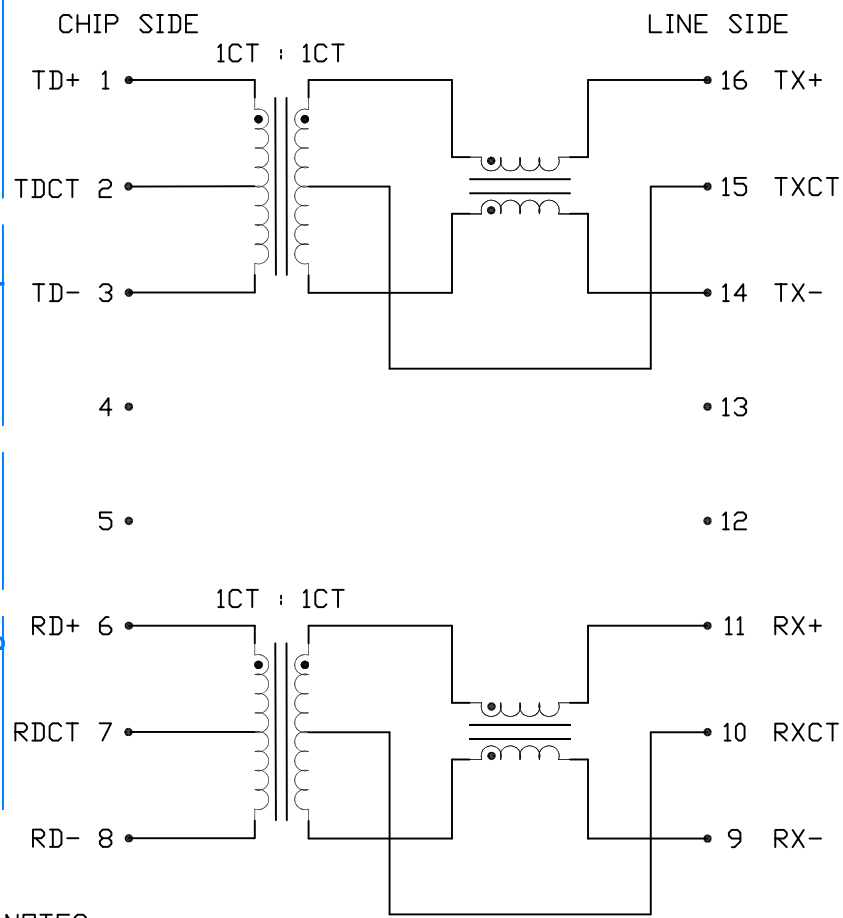 CHIP SIDE LINE SIDE
1CT : 1CT
TD+ 1 16 TX+
TDCT 2 15 TXCT
TD- 3 14 TX-
4 13
5 12
1CT : 1CT
RD+ 6 11 RX+
RDCT 7 10 RXCT
RD- 8 9 RX-